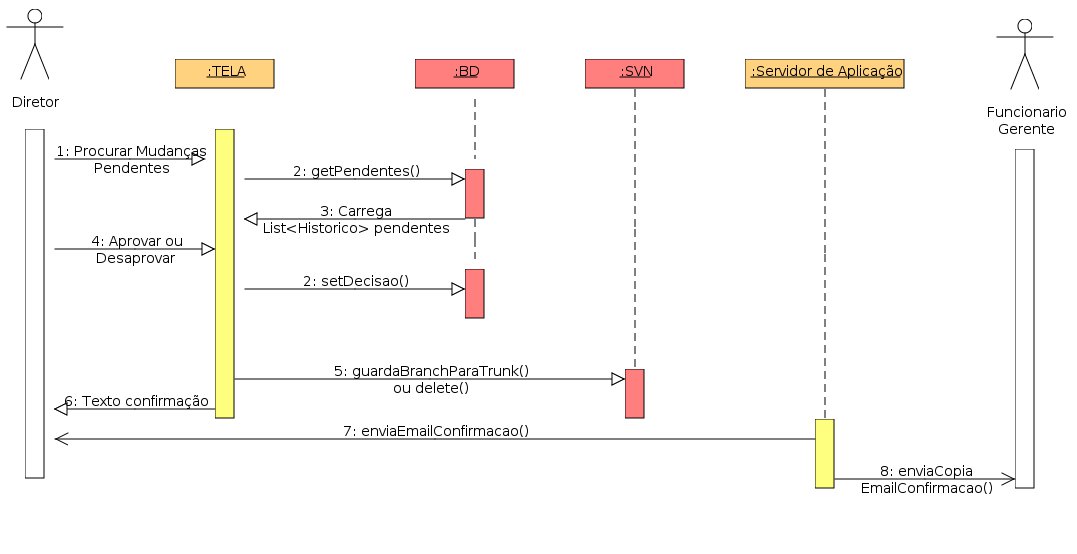 :TELA
:BD
:SVN
:Servidor de Aplicação
Diretor
Funcionario
Gerente
1: Procurar Mudanças
Pendentes
2: getPendentes()
3: Carrega
List<Historico> pendentes
4: Aprovar ou
Desaprovar
2: setDecisao()
5: guardaBranchParaTrunk()
ou delete()
6: Texto confirmação
7: enviaEmailConfirmacao()
8: enviaCopia
EmailConfirmacao()